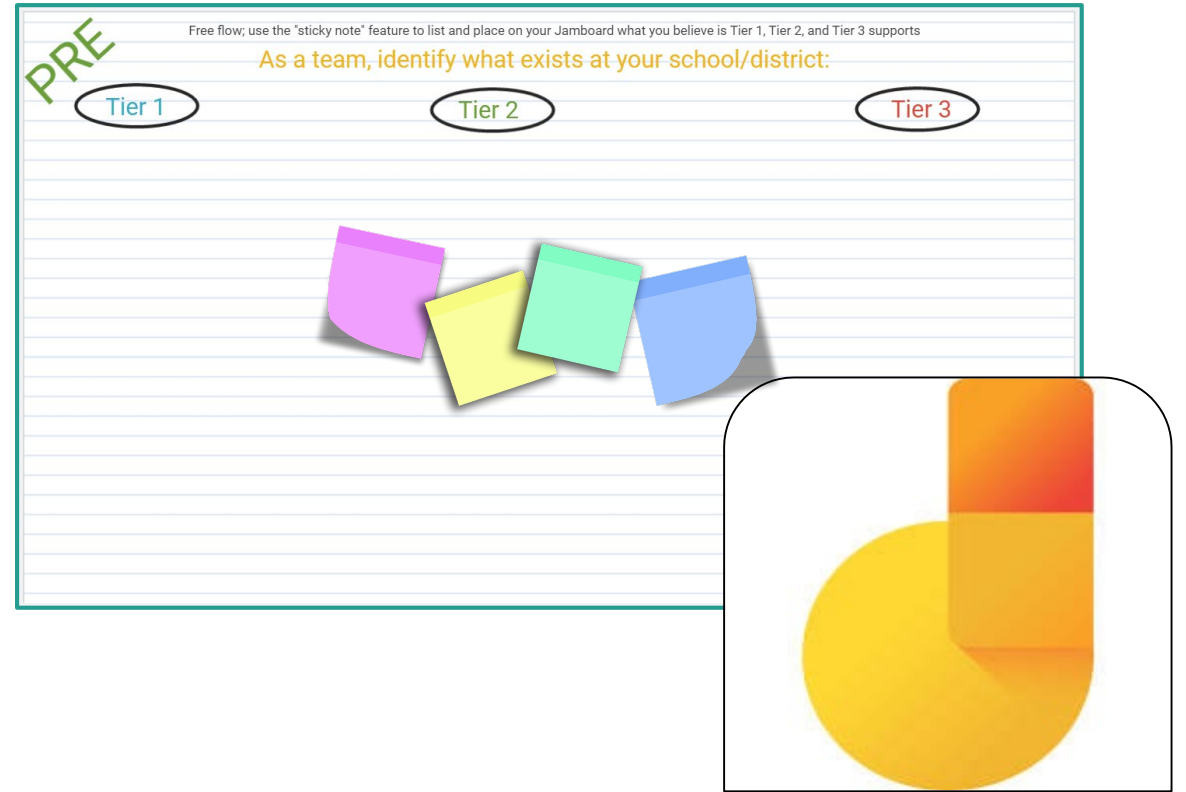 PRE
Free flow; use the "sticky note" feature to list and place on your Jamboard what you believe is Tier 1, Tier 2, and Tier 3 supports
As a team, identify what exists at your school/district:
Tier 1
Tier 2
Tier 3